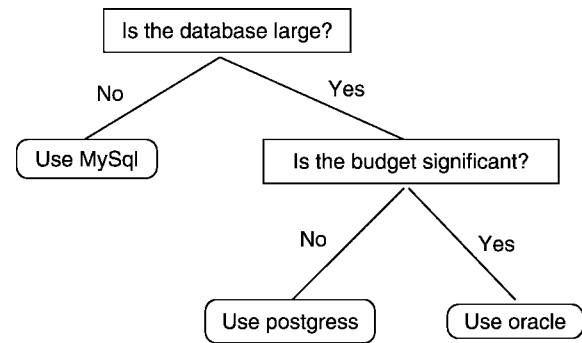 Is the database large?
No
Yes
Use MySql
Is the budget significant?
No
Yes
Use postgress
Use oracle